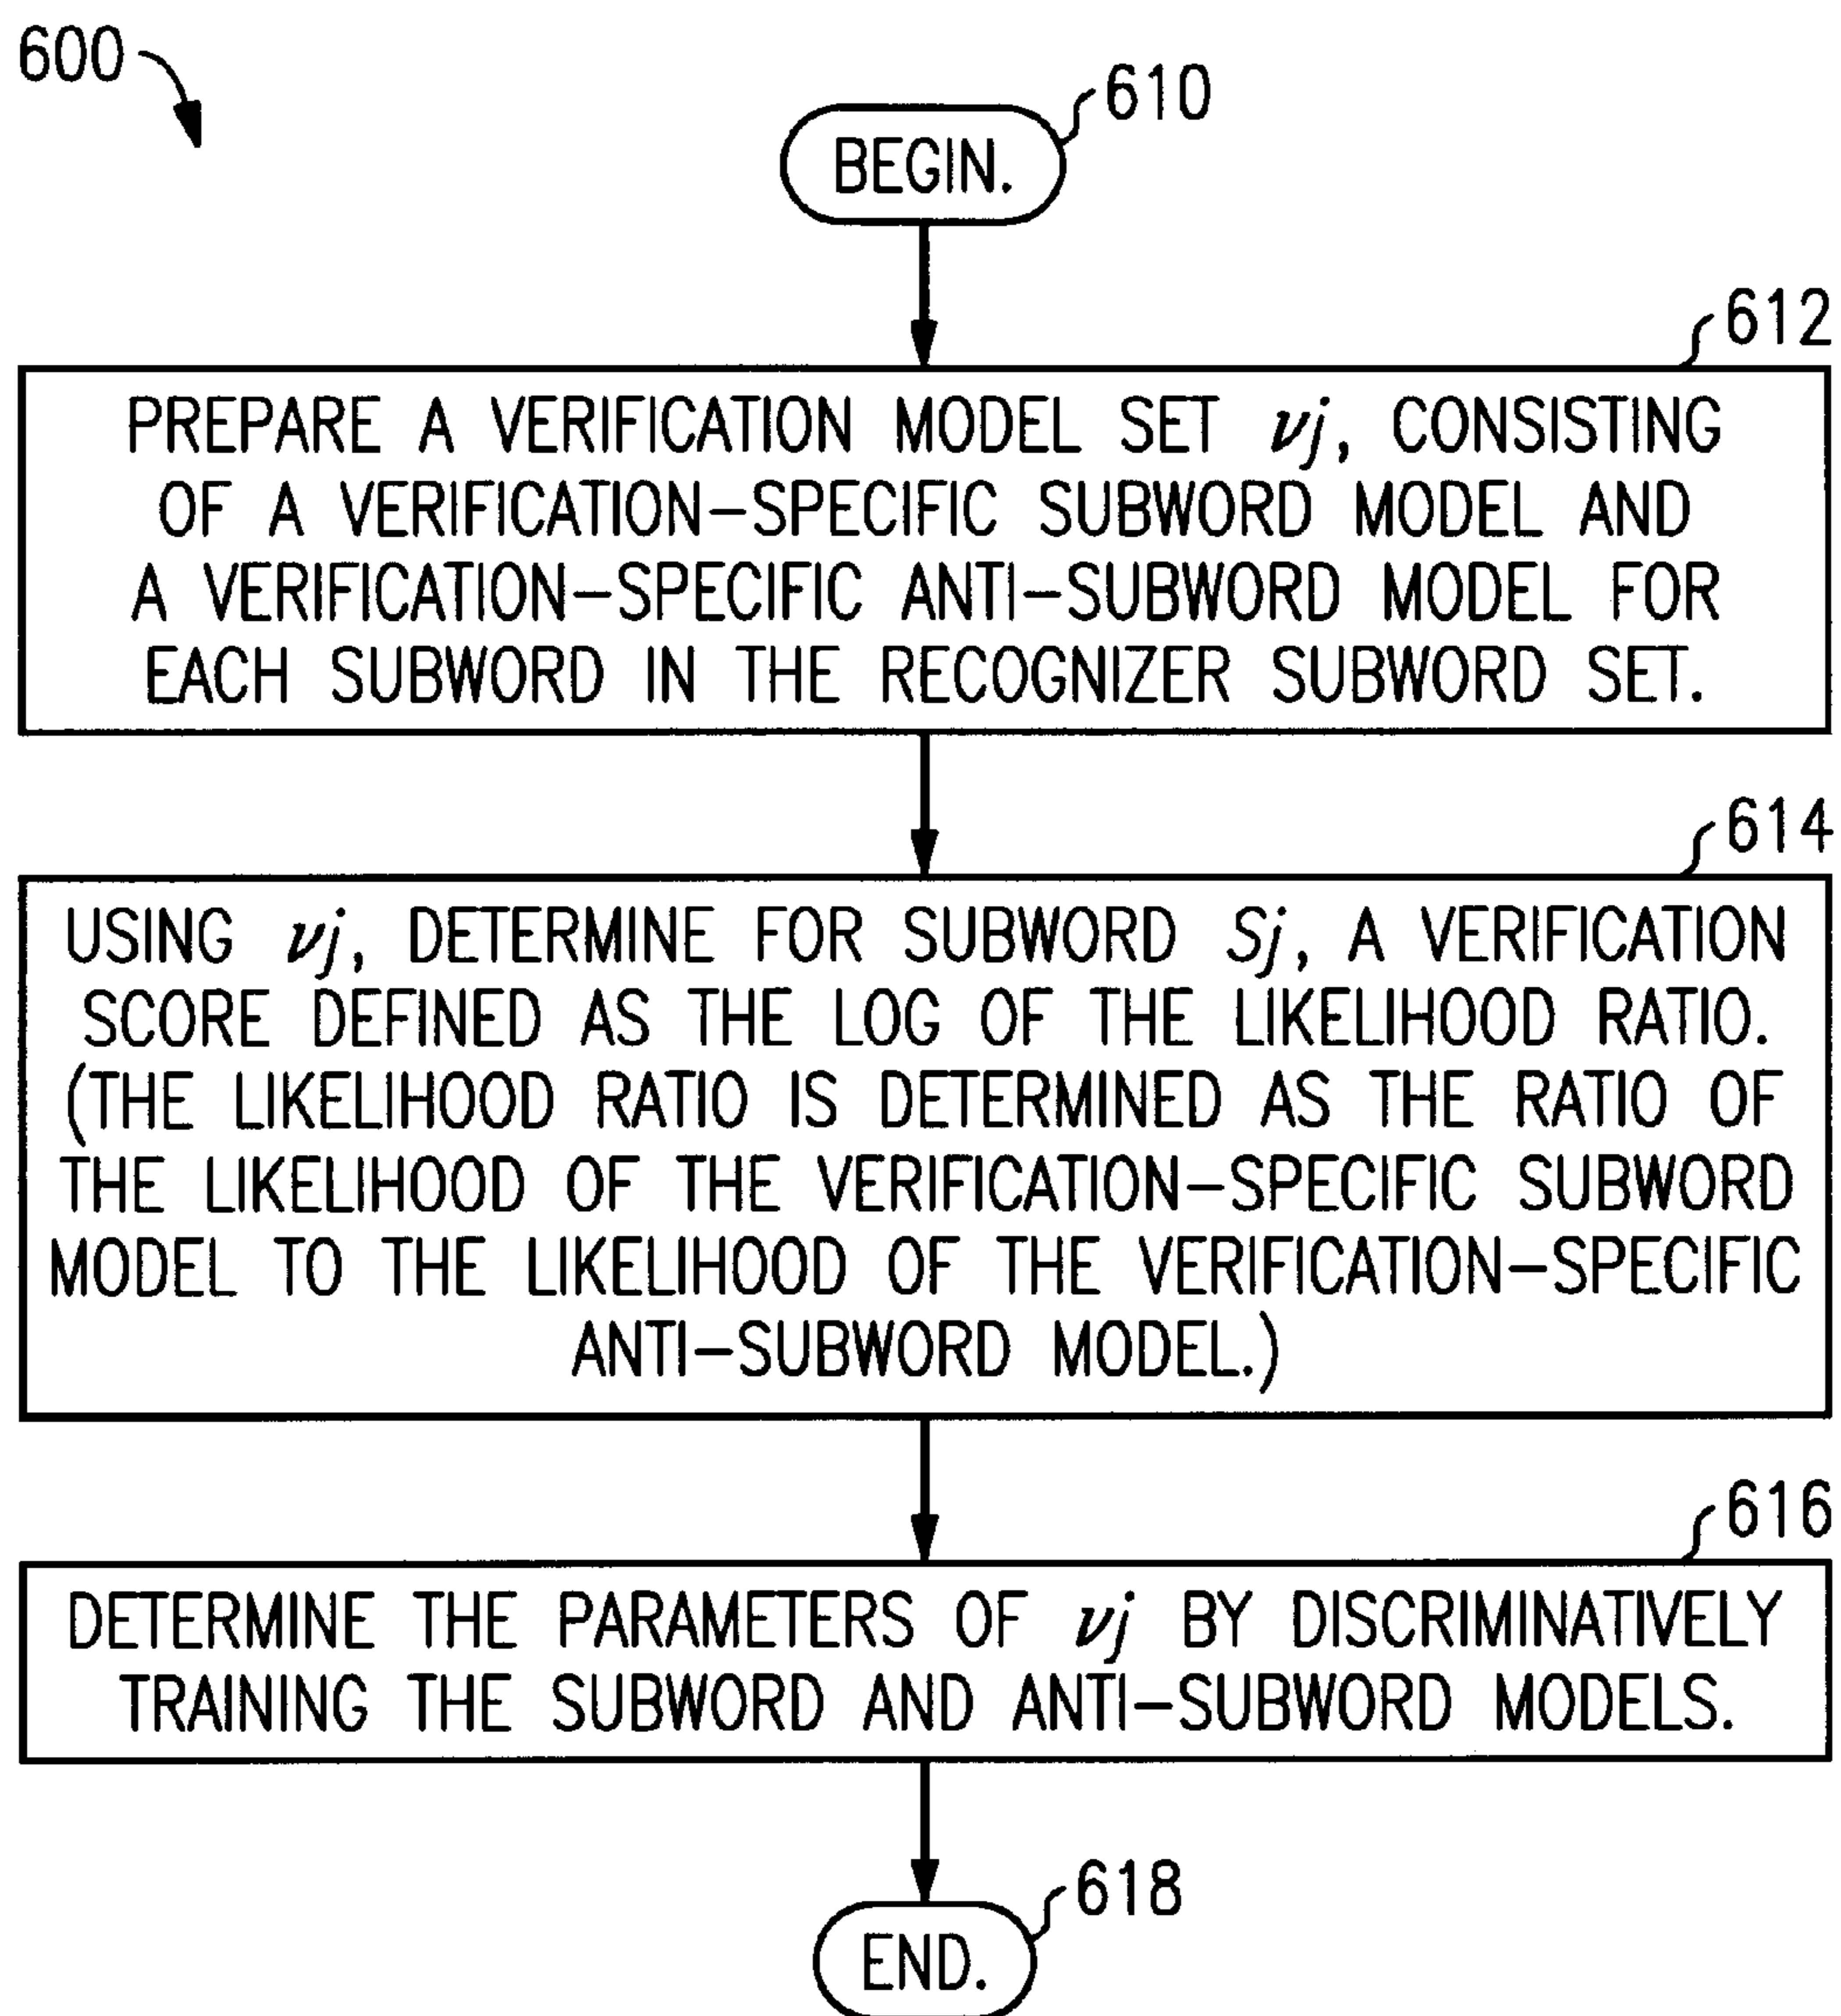 600
610
BEGIN.
612
PREPARE A VERIFICATION MODEL SET νj, CONSISTING
OF A VERIFICATION–SPECIFIC SUBWORD MODEL AND
A VERIFICATION–SPECIFIC ANTI–SUBWORD MODEL FOR
EACH SUBWORD IN THE RECOGNIZER SUBWORD SET.
614
USING νj, DETERMINE FOR SUBWORD Sj, A VERIFICATION
SCORE DEFINED AS THE LOG OF THE LIKELIHOOD RATIO.
(THE LIKELIHOOD RATIO IS DETERMINED AS THE RATIO OF
THE LIKELIHOOD OF THE VERIFICATION–SPECIFIC SUBWORD
MODEL TO THE LIKELIHOOD OF THE VERIFICATION–SPECIFIC
ANTI–SUBWORD MODEL.)
616
DETERMINE THE PARAMETERS OF νj BY DISCRIMINATIVELY
TRAINING THE SUBWORD AND ANTI–SUBWORD MODELS.
618
END.